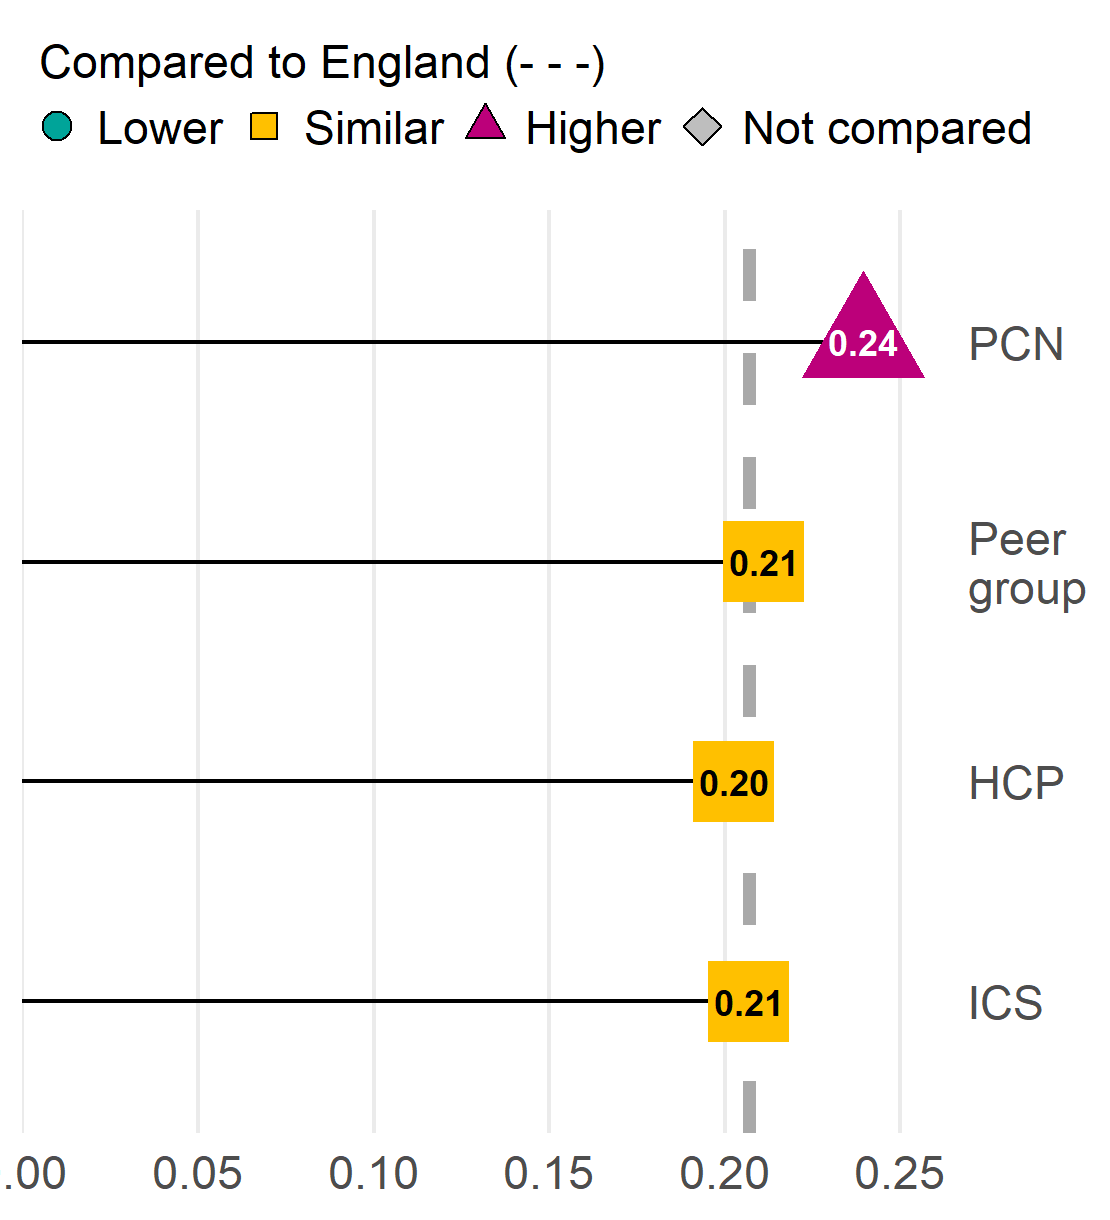 Compared to England (- - -)
Lower Similar Higher Not compared
0.24 PCN
Peer
0.21
group
0.20 HCP
0.21 ICS
.00 0.05 0.10 0.15 0.20 0.25